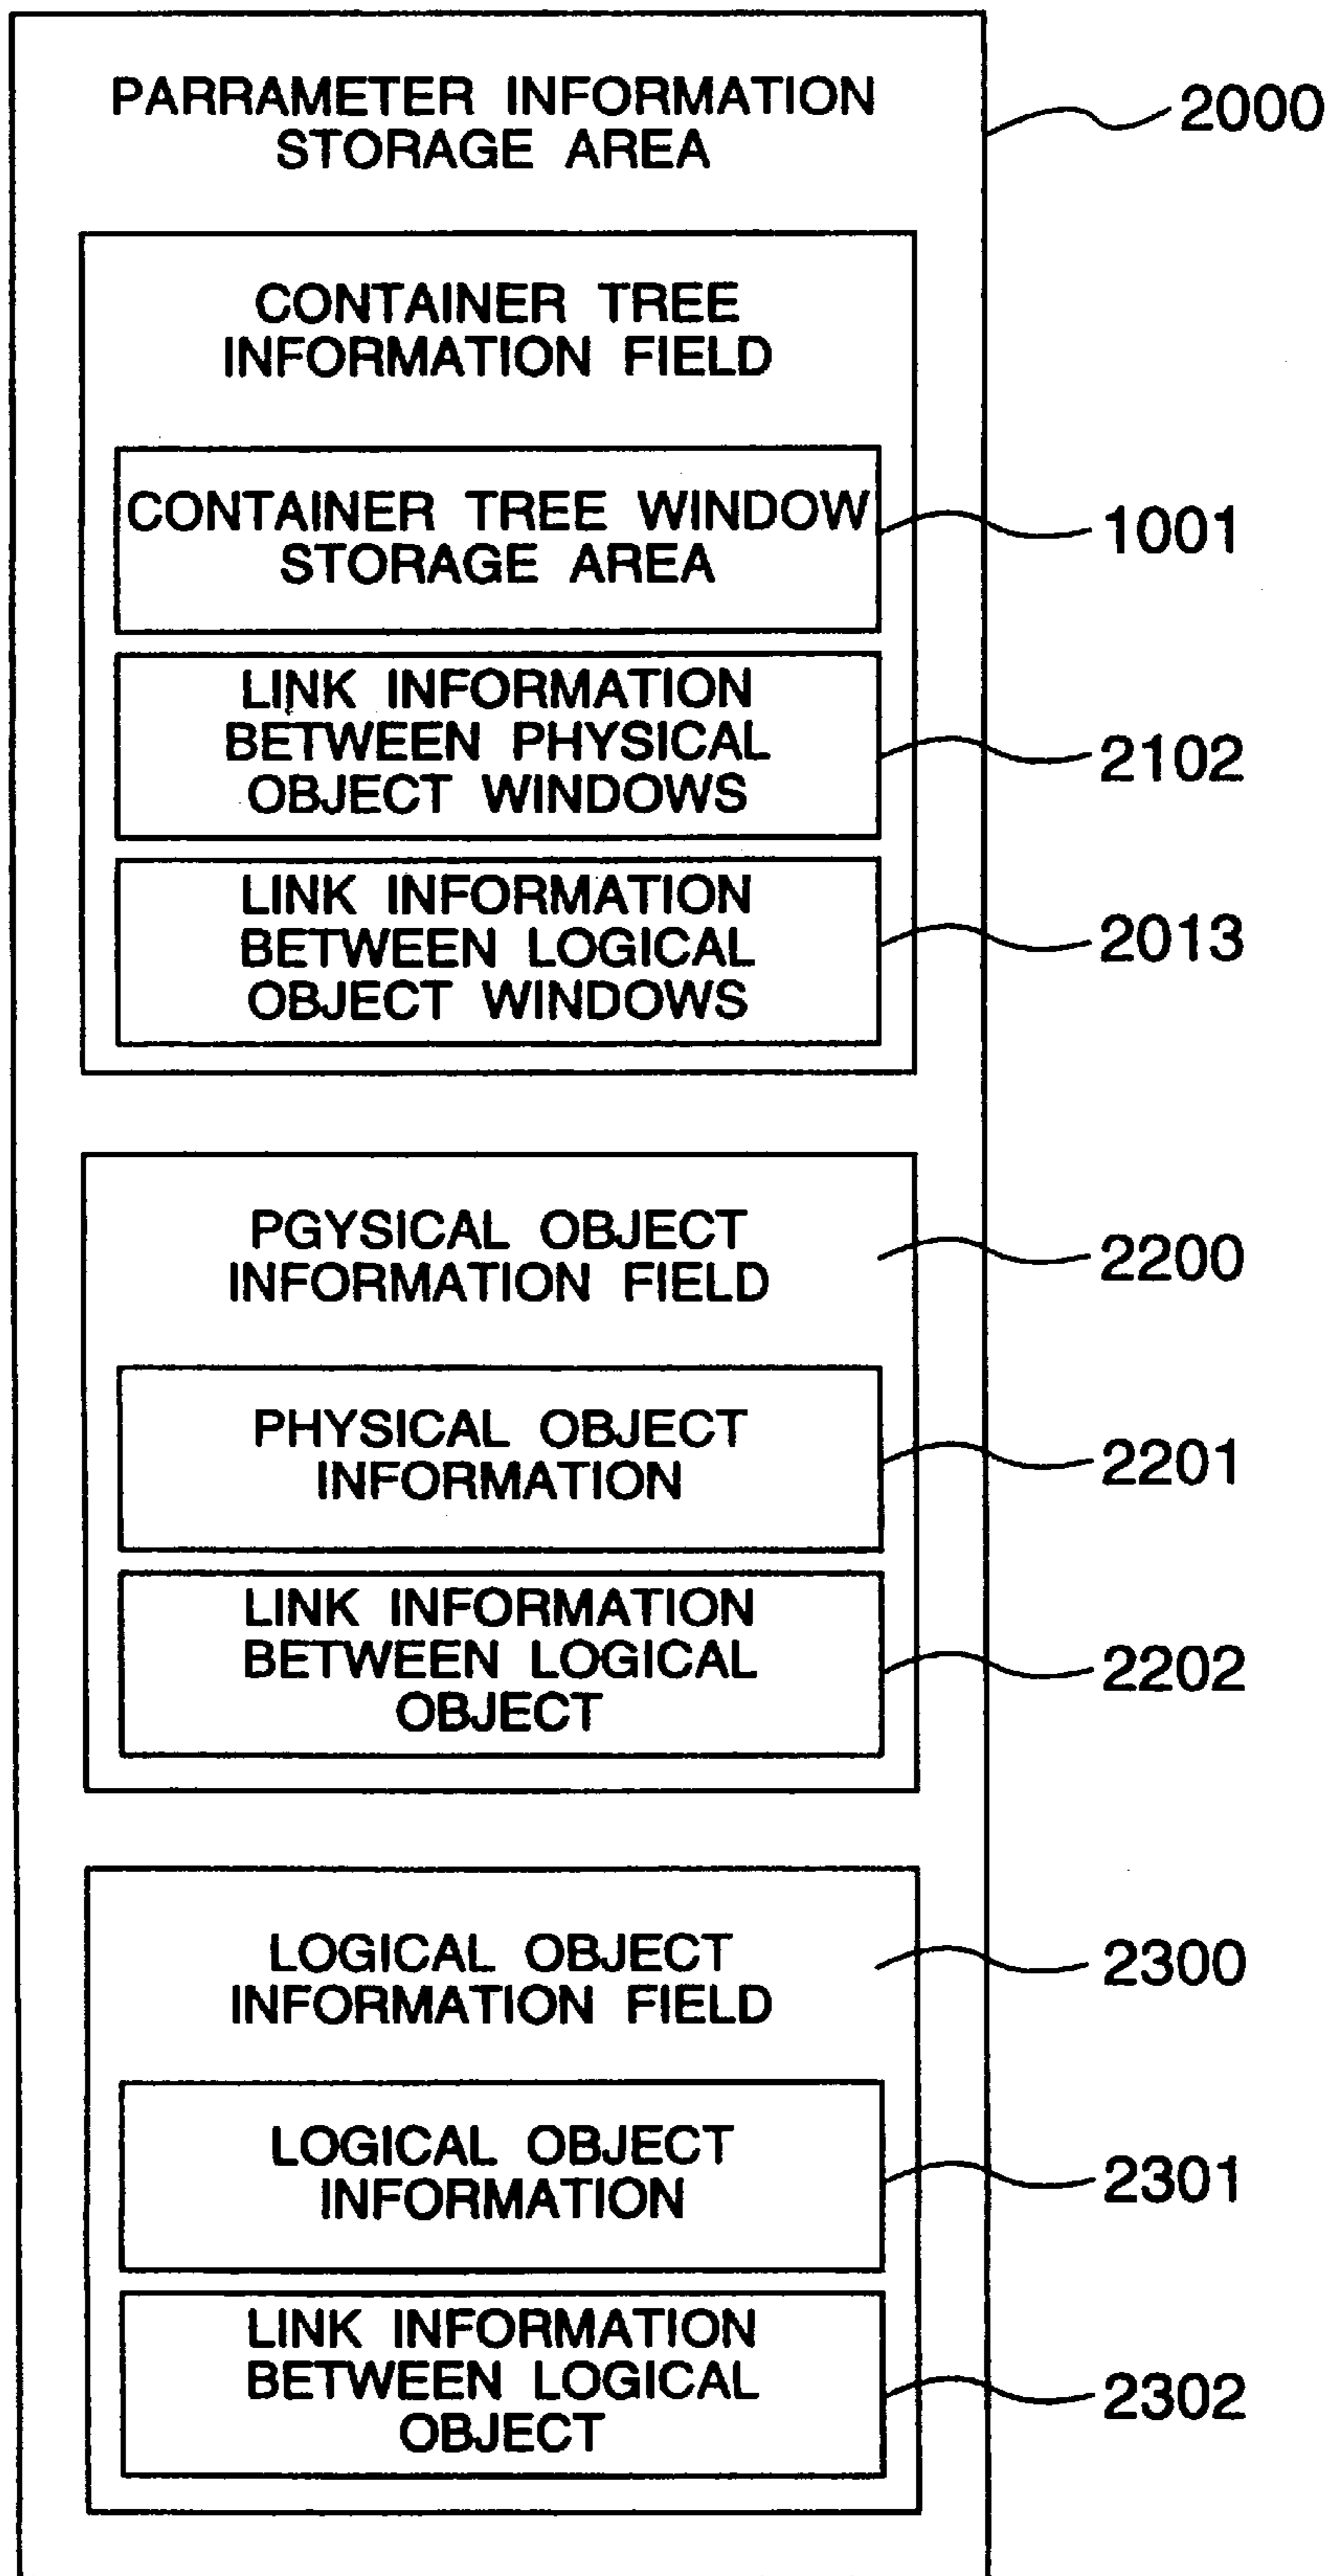 PARRAMETER INFORMATION
STORAGE AREA
2000
CONTAINER TREE
INFORMATION FIELD
CONTAINER TREE WINDOW
STORAGE AREA
1001
LINK INFORMATION
BETWEEN PHYSICAL
OBJECT WINDOWS
2102
LINK INFORMATION
BETWEEN LOGICAL
OBJECT WINDOWS
2013
PGYSICAL OBJECT
INFORMATION FIELD
2200
PHYSICAL OBJECT
INFORMATION
2201
LINK INFORMATION
BETWEEN LOGICAL
OBJECT
2202
LOGICAL OBJECT
INFORMATION FIELD
2300
LOGICAL OBJECT
INFORMATION
2301
LINK INFORMATION
BETWEEN LOGICAL
OBJECT
2302